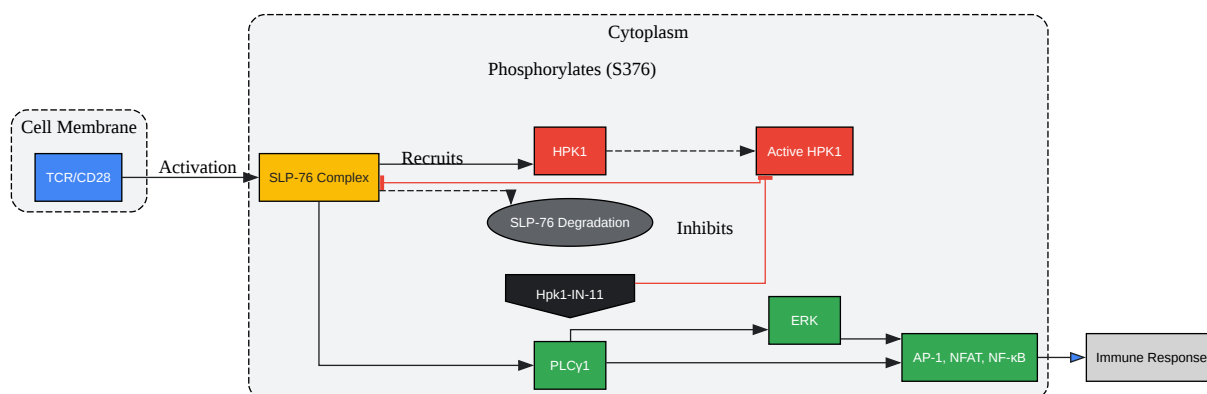 Cytoplasm
Phosphorylates (S376)
Cell Membrane
TCR/CD28
Activation
SLP-76 Complex
Recruits
HPK1
Active HPK1
SLP-76 Degradation
Inhibits
Hpk1-IN-11
ERK
PLCγ1
AP-1, NFAT, NF-κB
Immune Response